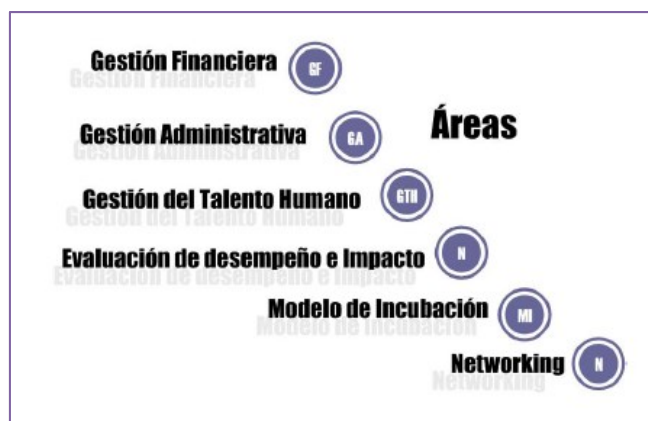 Gestión Financiera GF
Gestión Administrativa GA
Áreas
Gestión del Talento Humano GTH
Evaluación de desempeño e Impacto N
Modelo de Incubación MI
Networking N